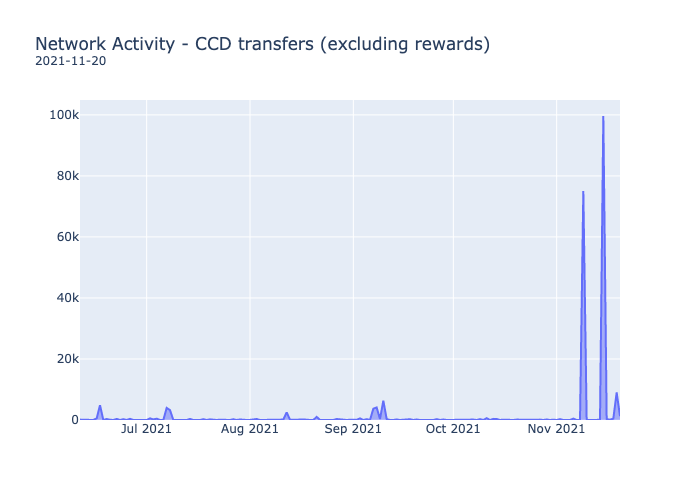 Network Activity - CCD transfers (excluding rewards)
2021-11-20
100k
80k
60k
40k
20k
0
Jul 2021 Aug 2021 Sep 2021 Oct 2021 Nov 2021